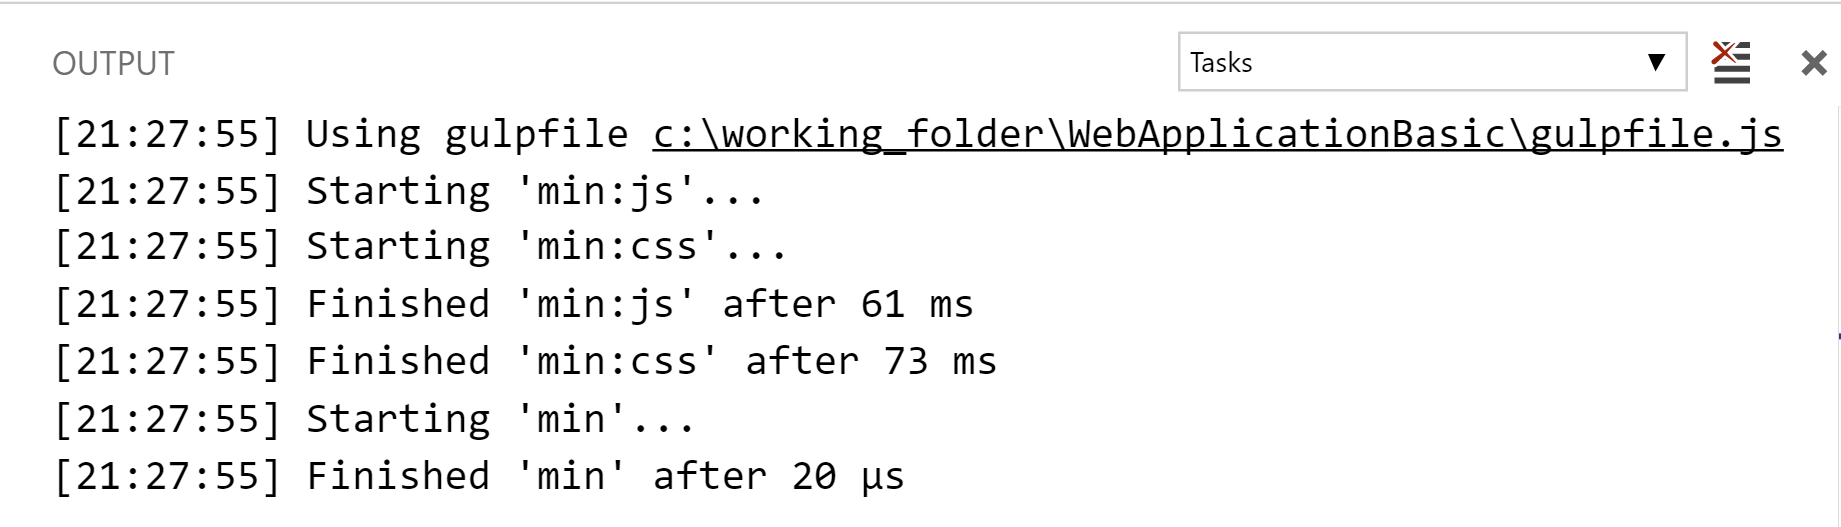 OUTPUT
Tasks
[21:27:55] Using gulpfile c:\working_folder\WebApplicationBasic\gulpfile.js
[21:27:55] Starting 'min:js'...
[21:27:55] Starting 'min:css'...
[21:27:55] Finished 'min:js' after 61 ms
[21:27:55] Finished 'min:css' after 73 ms
[21:27:55] Starting 'min'...
[21:27:55] Finished 'min' after 20 μs